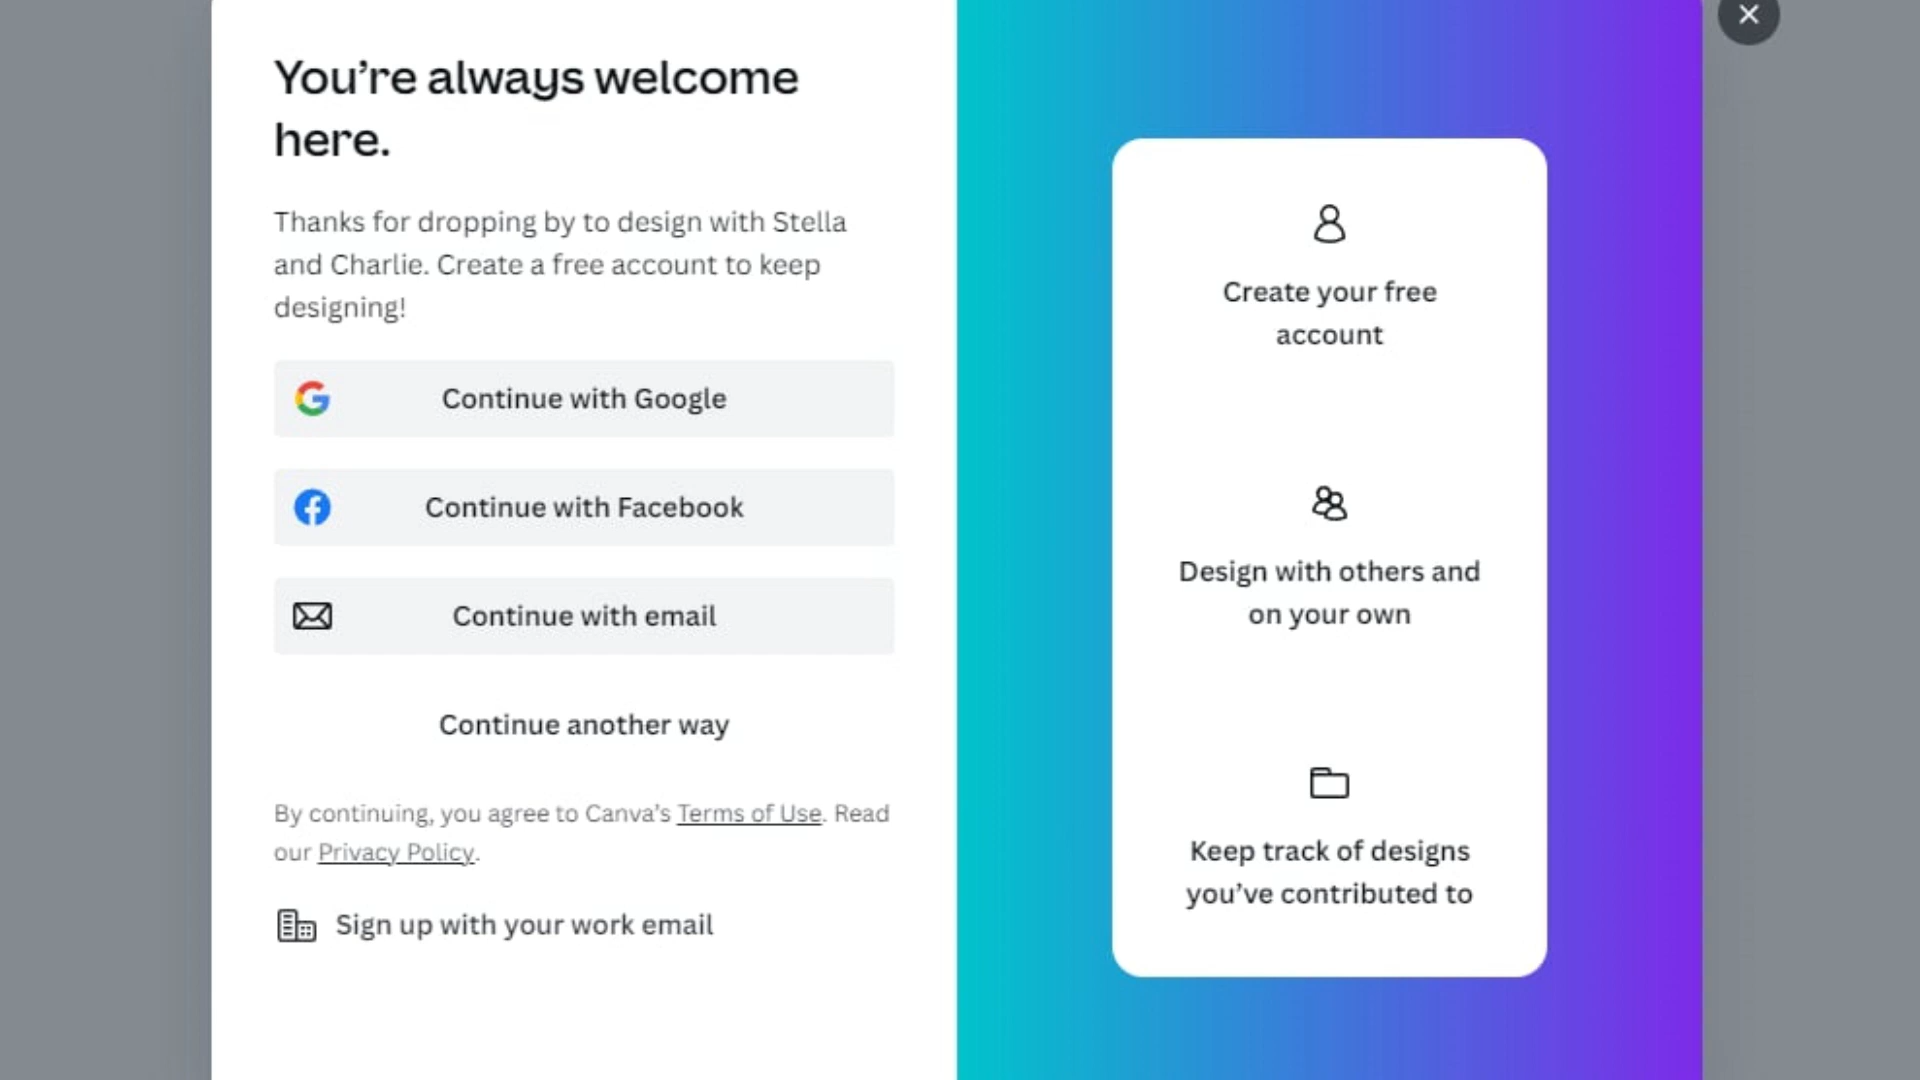 You’re always welcome
here.
Thanks for dropping by to design with Stella
and Charlie. Create a free account to keep
designing!
Continue with Google
Continue with Facebook
Continue with email
Continue another way
By continuing, you agree to Canva’s Terms of Use. Read
our Privacy Policy.
Sign up with your work email
Create your free
account
Design with others and
on your own
Keep track of designs
you’ve contributed to